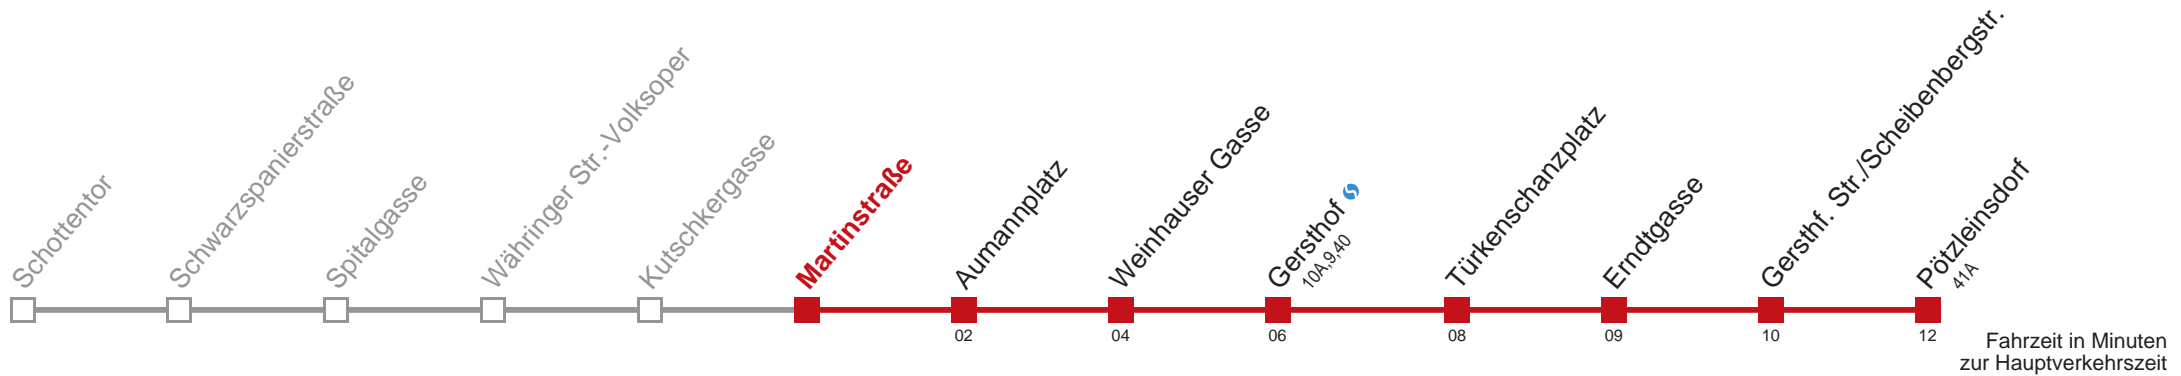 Schottentor
Schwarzspanierstraße
Spitalgasse
Währinger Str.-Volksoper
Kutschkergasse
Martinstraße
Aumannplatz
Weinhauser Gasse
Gersthof
10A,9,40
Türkenschanzplatz
Erndtgasse
Gersthf. Str./Scheibenbergstr.
Pötzleinsdorf
41A
02
04
06
08
09
10
12
Fahrzeit in Minuten
zur Hauptverkehrszeit